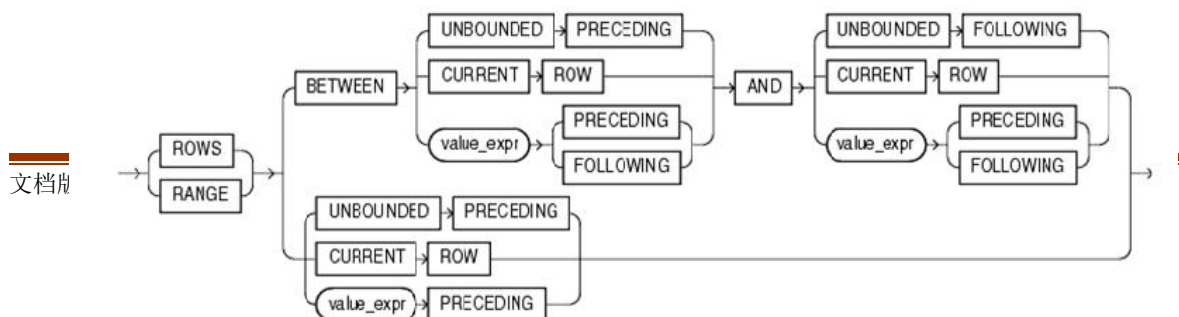 UNBOUNDED PRECEDING UNBOUNDED FOLLOWING
CURRENT ROW CURRENT ROW
BETWEEN AND
PRECEDING PRECEDING
value_expr value_expr
ROWS FOLLOWING FOLLOWING
文档版
RANGE
UNBOUNDED PRECEDING
CURRENT ROW
value_expr PRECEDING